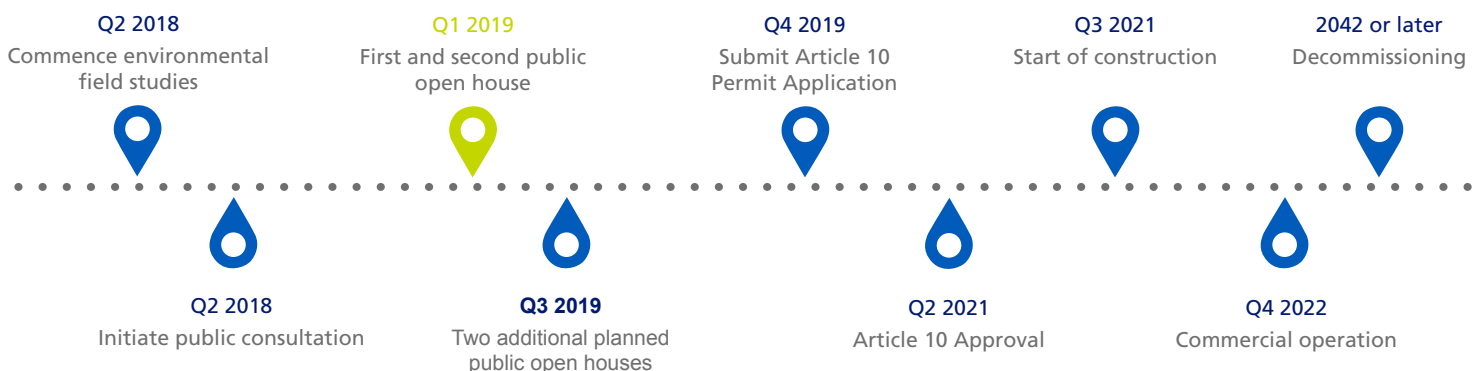 Q2 2018
Commence environmental
field studies
Q1 2019
First and second public
open house
Q4 2019
Submit Article 10
Permit Application
Q3 2021
Start of construction
2042 or later
Decommissioning
Q2 2018
Initiate public consultation
Q3 2019
Two additional planned
public open houses
Q2 2021
Article 10 Approval
Q4 2022
Commercial operation